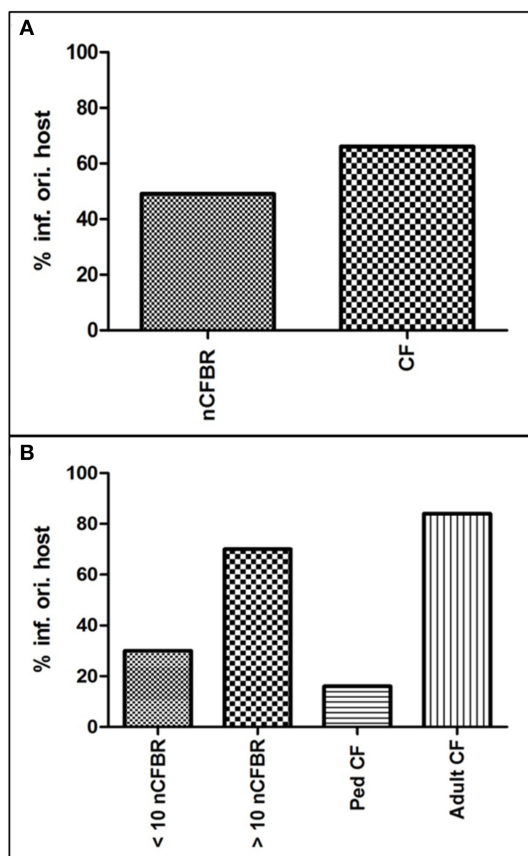 A
100
80
60
40
20
0
% inf. ori. host
nCFBR
CF
B
100
80
60
40
20
0
% inf. ori. host
< 10 nCFBR
> 10 nCFBR
Ped CF
Adult CF